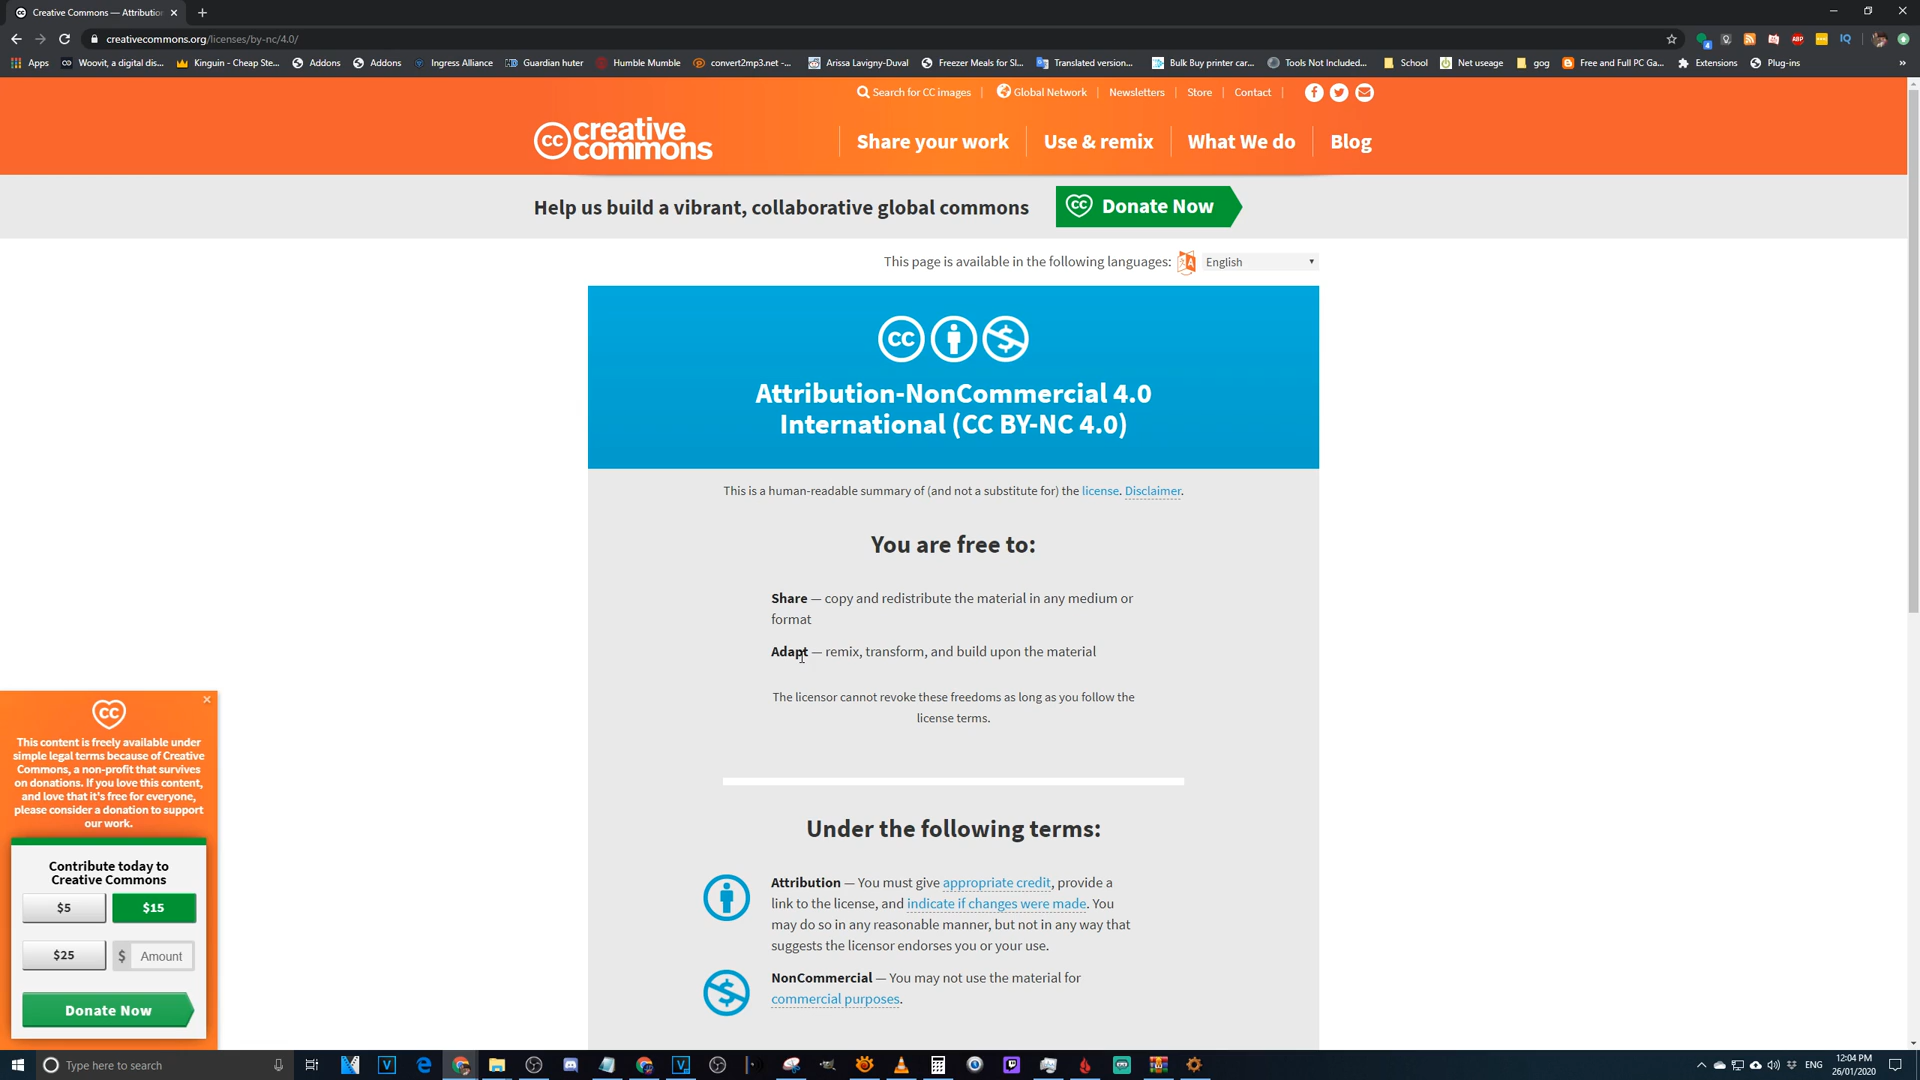 Creative Commons — Attribution
creativecommons.org/licenses/by-nc/4.0/
Apps Woovit, a digital dis... Kinguin - Cheap Ste... Addons Addons Ingress Alliance Guardian huter Humble Mumble convert2mp3.net -... Arissa Lavigny-Duval Freezer Meals for Sl... Translated version... Bulk Buy printer car... Tools Not Included... School Net useage gog Free and Full PC Ga... Extensions Plug-ins »
Search for CC images Global Network Newsletters Store Contact
creative commons
Share your work Use & remix What We do Blog
Help us build a vibrant, collaborative global commons Donate Now
This page is available in the following languages: English
Attribution-NonCommercial 4.0
International (CC BY-NC 4.0)
This is a human-readable summary of (and not a substitute for) the license. Disclaimer.
You are free to:
Share — copy and redistribute the material in any medium or
format
Adapt — remix, transform, and build upon the material
The licensor cannot revoke these freedoms as long as you follow the
license terms.
Under the following terms:
Attribution — You must give appropriate credit, provide a
link to the license, and indicate if changes were made. You
may do so in any reasonable manner, but not in any way that
suggests the licensor endorses you or your use.
NonCommercial — You may not use the material for
commercial purposes.
This content is freely available under
simple legal terms because of Creative
Commons, a non-profit that survives
on donations. If you love this content,
and love that it's free for everyone,
please consider a donation to support
our work.
Contribute today to
Creative Commons
$5 $15
$25 $ Amount
Donate Now
Type here to search
ENG
12:04 PM
26/01/2020